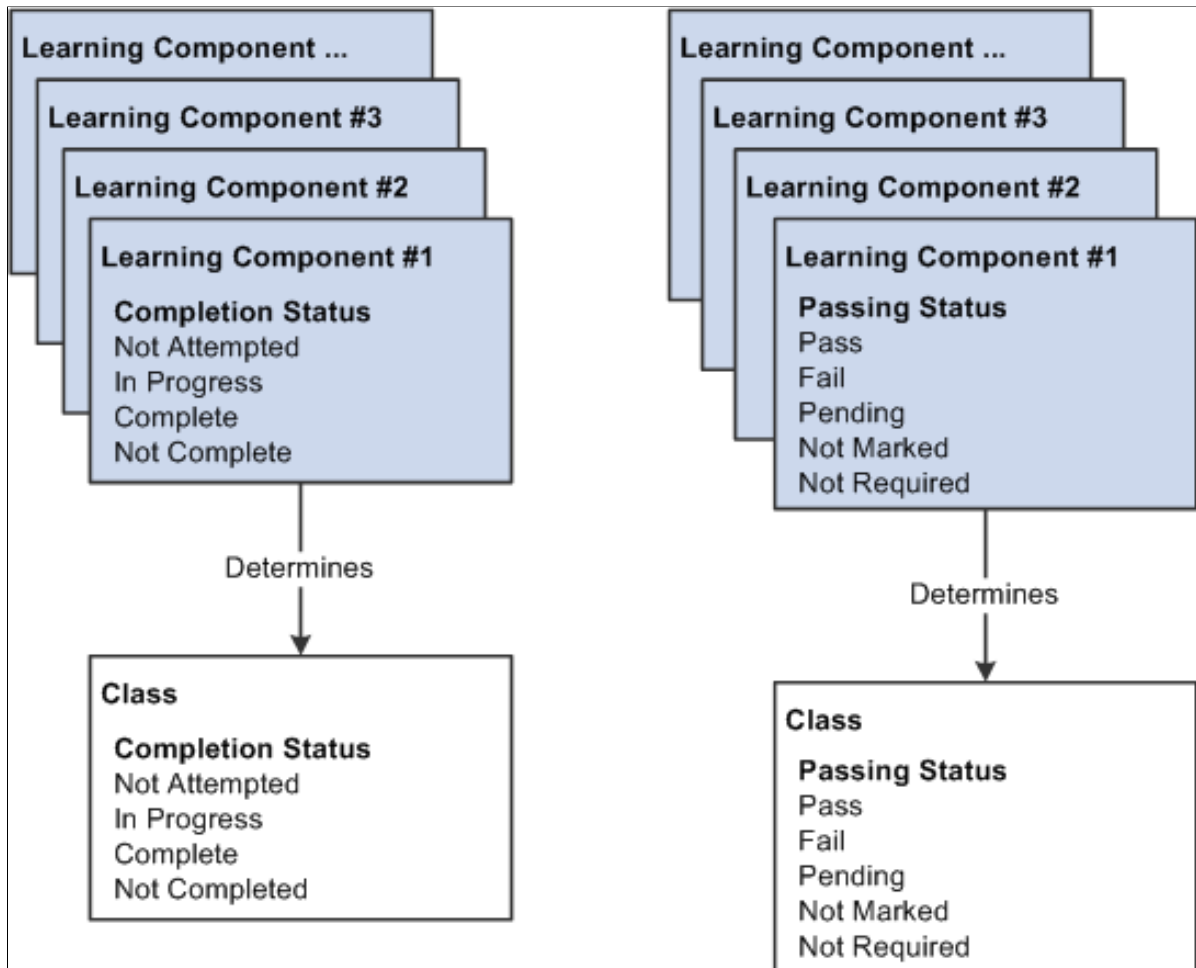 Learning Component ...
Learning Component #3
Learning Component #2
Learning Component #1
Completion Status
Not Attempted
In Progress
Complete
Not Complete
Determines
Class
Completion Status
Not Attempted
In Progress
Complete
Not Completed
Learning Component ...
Learning Component #3
Learning Component #2
Learning Component #1
Passing Status
Pass
Fail
Pending
Not Marked
Not Required
Determines
Class
Passing Status
Pass
Fail
Pending
Not Marked
Not Required